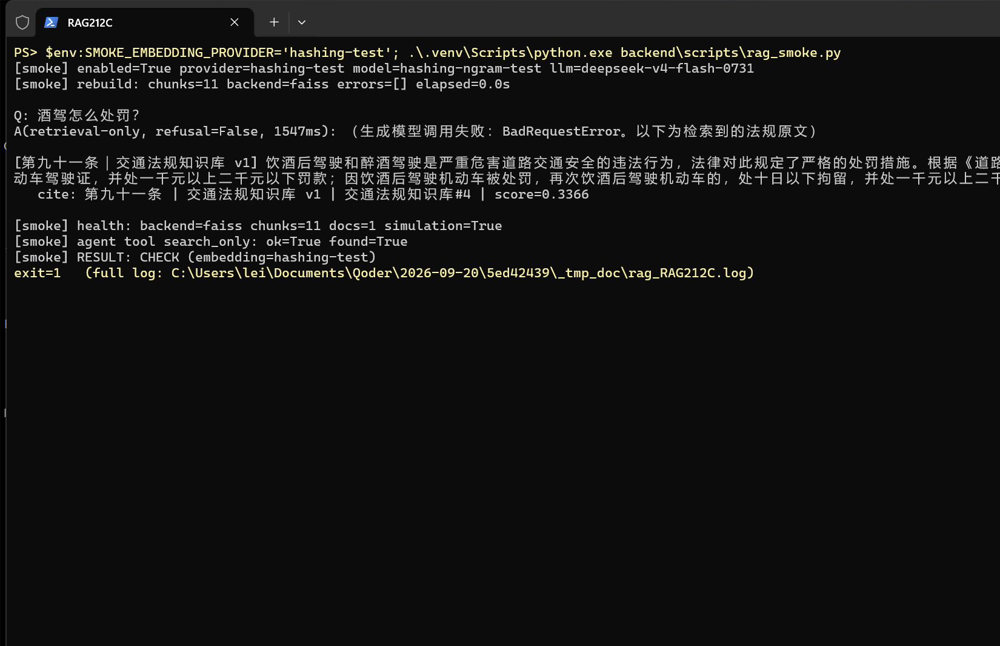 RAG212C
PS> $env:SMOKE_EMBEDDING_PROVIDER='hashing-test'; .\.venv\Scripts\python.exe backend\scripts\rag_smoke.py
[smoke] enabled=True provider=hashing-test model=hashing-ngram-test llm=deepseek-v4-flash-0731
[smoke] rebuild: chunks=11 backend=faiss errors=[] elapsed=0.0s
Q: 酒驾怎么处罚？
A(retrieval-only, refusal=False, 1547ms): （生成模型调用失败：BadRequestError。以下为检索到的法规原文）
[第九十一条｜交通法规知识库 v1] 饮酒后驾驶和醉酒驾驶是严重危害道路交通安全的违法行为，法律对此规定了严格的处罚措施。根据《道路
动车驾驶证，并处一千元以上二千元以下罚款；因饮酒后驾驶机动车被处罚，再次饮酒后驾驶机动车的，处十日以下拘留，并处一千元以上二千
cite: 第九十一条 | 交通法规知识库 v1 | 交通法规知识库#4 | score=0.3366
[smoke] health: backend=faiss chunks=11 docs=1 simulation=True
[smoke] agent tool search_only: ok=True found=True
[smoke] RESULT: CHECK (embedding=hashing-test)
exit=1   (full log: C:\Users\lei\Documents\Qoder\2026-09-20\5ed42439\_tmp_doc\rag_RAG212C.log)